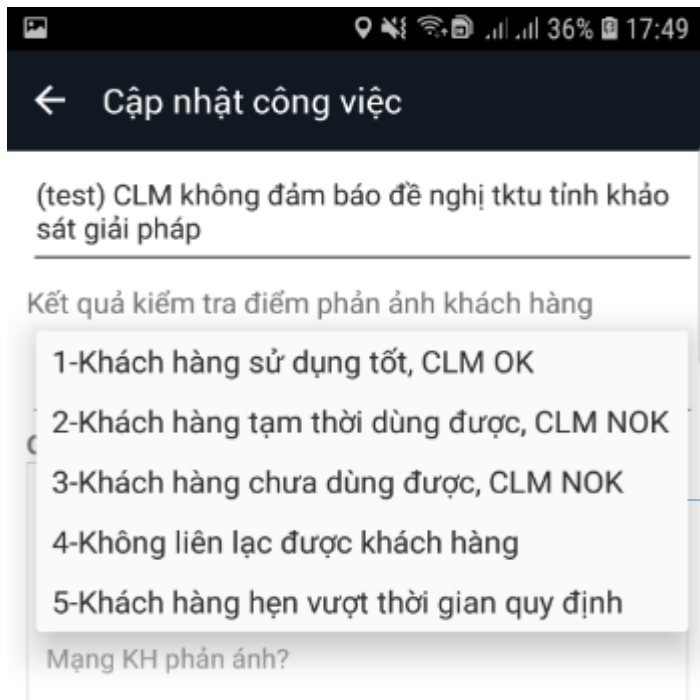 36% 17:49
Cập nhật công việc
(test) CLM không đảm báo đề nghị tktu tỉnh khảo
sát giải pháp
Kết quả kiểm tra điểm phản ảnh khách hàng
1-Khách hàng sử dụng tốt, CLM OK
2-Khách hàng tạm thời dùng được, CLM NOK
3-Khách hàng chưa dùng được, CLM NOK
4-Không liên lạc được khách hàng
5-Khách hàng hẹn vượt thời gian quy định
Mạng KH phản ánh?